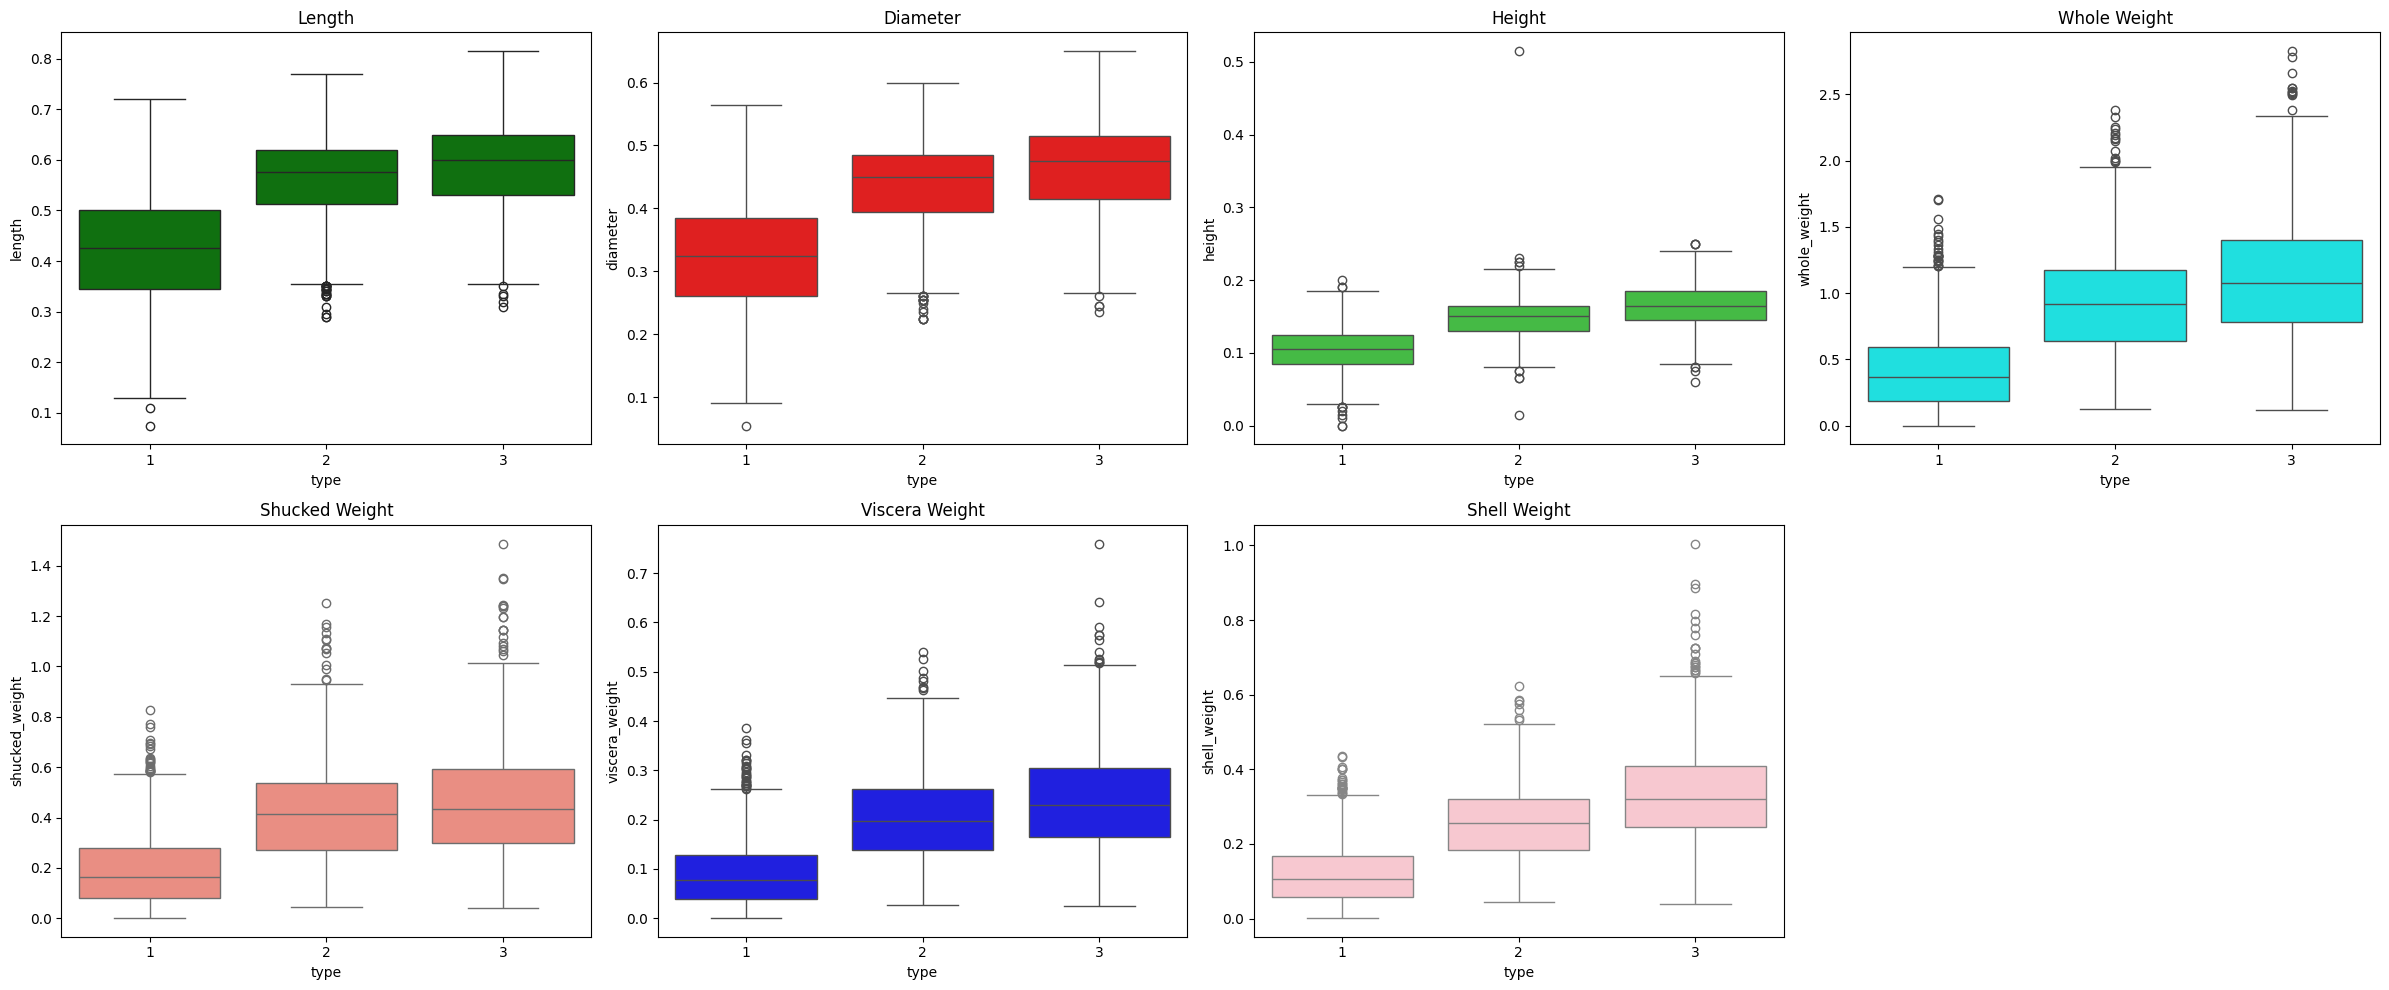 Length
0.8
0.7
0.6
0.5
0.4
0.3
0.2
0.1
length
1 2 3
type
Diameter
0.6
0.5
0.4
0.3
0.2
0.1
diameter
1 2 3
type
Height
0.5
0.4
0.3
0.2
0.1
0.0
height
1 2 3
type
Whole Weight
2.5
2.0
1.5
1.0
0.5
0.0
whole_weight
1 2 3
type
Shucked Weight
1.4
1.2
1.0
0.8
0.6
0.4
0.2
0.0
shucked_weight
1 2 3
type
Viscera Weight
0.7
0.6
0.5
0.4
0.3
0.2
0.1
0.0
viscera_weight
1 2 3
type
Shell Weight
1.0
0.8
0.6
0.4
0.2
0.0
shell_weight
1 2 3
type